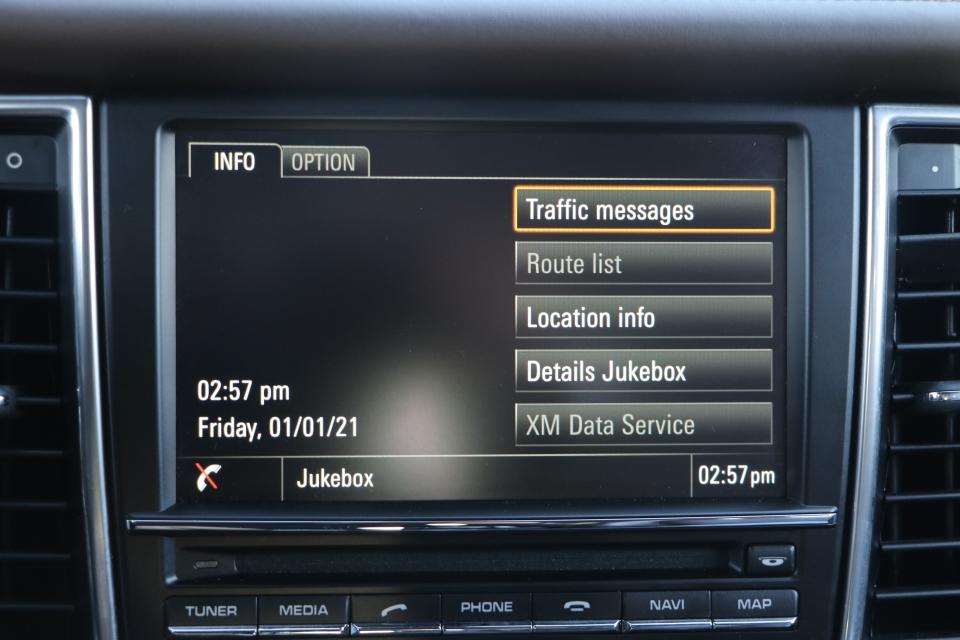 INFO OPTION
Traffic messages
Route list
Location info
Details Jukebox
XM Data Service
02:57 pm
Friday, 01/01/21
Jukebox 02:57pm
TUNER MEDIA PHONE NAVI MAP